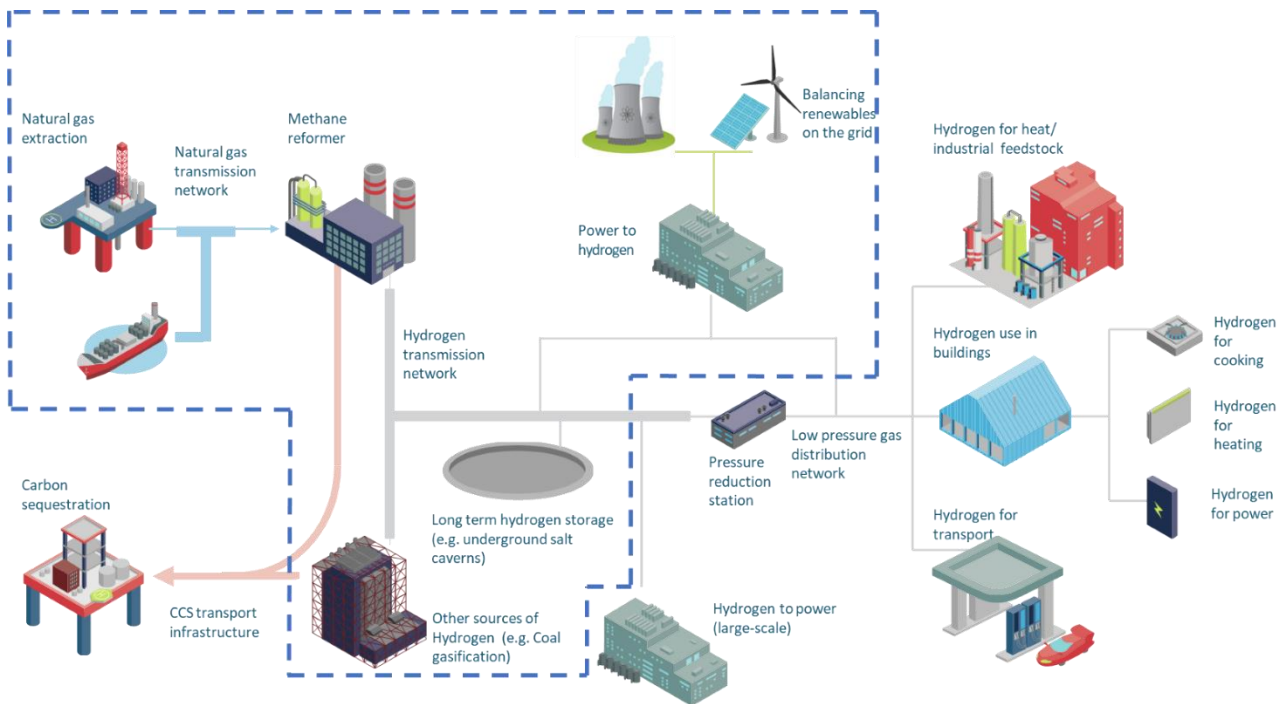 Natural gas
extraction
Natural gas
transmission
network
Methane
reformer
Balancing
renewables
on the grid
Power to
hydrogen
Hydrogen for heat/
industrial feedstock
Hydrogen
transmission
network
Hydrogen use in
buildings
Hydrogen
for
cooking
Hydrogen
for
heating
Hydrogen
for power
Pressure
reduction
station
Low pressure gas
distribution
network
Carbon
sequestration
Long term hydrogen storage
(e.g. underground salt
caverns)
Hydrogen for
transport
CCS transport
infrastructure
Other sources of
Hydrogen (e.g. Coal
gasification)
Hydrogen to power
(large-scale)
H